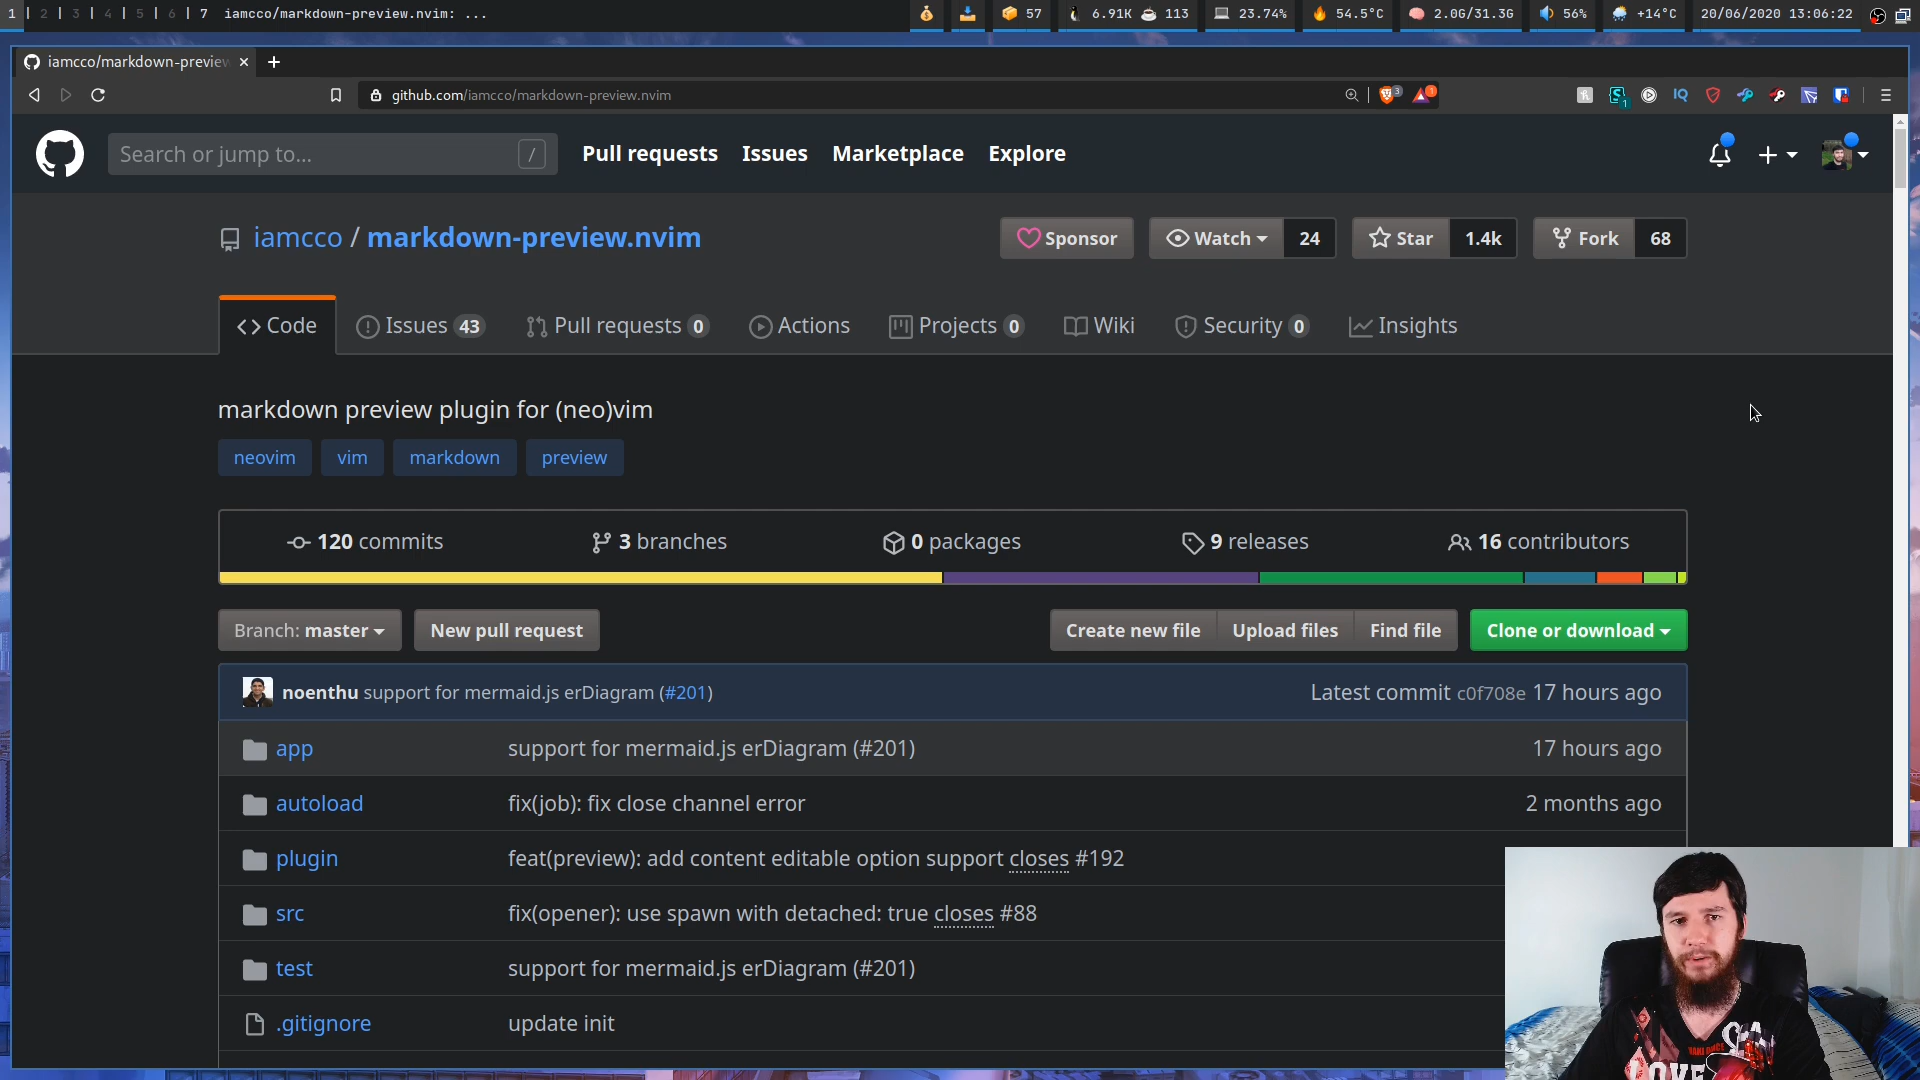 1 | 2 | 3 | 4 | 5 | 6 | 7 iamcco/markdown-preview.nvim: ... 57 6.91K 113 23.74% 54.5°C 2.0G/31.3G 56% +14°C 20/06/2020 13:06:22
iamcco/markdown-preview
github.com/iamcco/markdown-preview.nvim 3 1 1 IQ
Search or jump to... / Pull requests Issues Marketplace Explore
iamcco / markdown-preview.nvim Sponsor Watch 24 Star 1.4k Fork 68
Code Issues 43 Pull requests 0 Actions Projects 0 Wiki Security 0 Insights
markdown preview plugin for (neo)vim
neovim vim markdown preview
120 commits 3 branches 0 packages 9 releases 16 contributors
Branch: master New pull request Create new file Upload files Find file Clone or download
noenthu support for mermaid.js erDiagram (#201) Latest commit c0f708e 17 hours ago
app support for mermaid.js erDiagram (#201) 17 hours ago
autoload fix(job): fix close channel error 2 months ago
plugin feat(preview): add content editable option support closes #192
src fix(opener): use spawn with detached: true closes #88
test support for mermaid.js erDiagram (#201)
.gitignore update init
LOVE